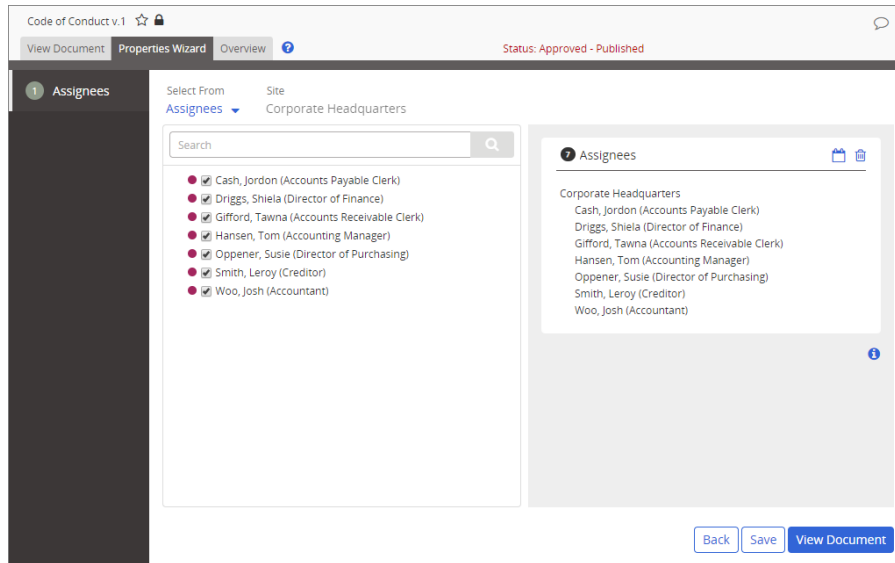 Code of Conduct v.1
View Document Properties Wizard Overview ? Status: Approved - Published
1 Assignees
Select From Site
Assignees Corporate Headquarters
Search
Cash, Jordon (Accounts Payable Clerk)
Driggs, Shiela (Director of Finance)
Gifford, Tawna (Accounts Receivable Clerk)
Hansen, Tom (Accounting Manager)
Oppener, Susie (Director of Purchasing)
Smith, Leroy (Creditor)
Woo, Josh (Accountant)
7 Assignees
Corporate Headquarters
Cash, Jordon (Accounts Payable Clerk)
Driggs, Shiela (Director of Finance)
Gifford, Tawna (Accounts Receivable Clerk)
Hansen, Tom (Accounting Manager)
Oppener, Susie (Director of Purchasing)
Smith, Leroy (Creditor)
Woo, Josh (Accountant)
Back Save View Document